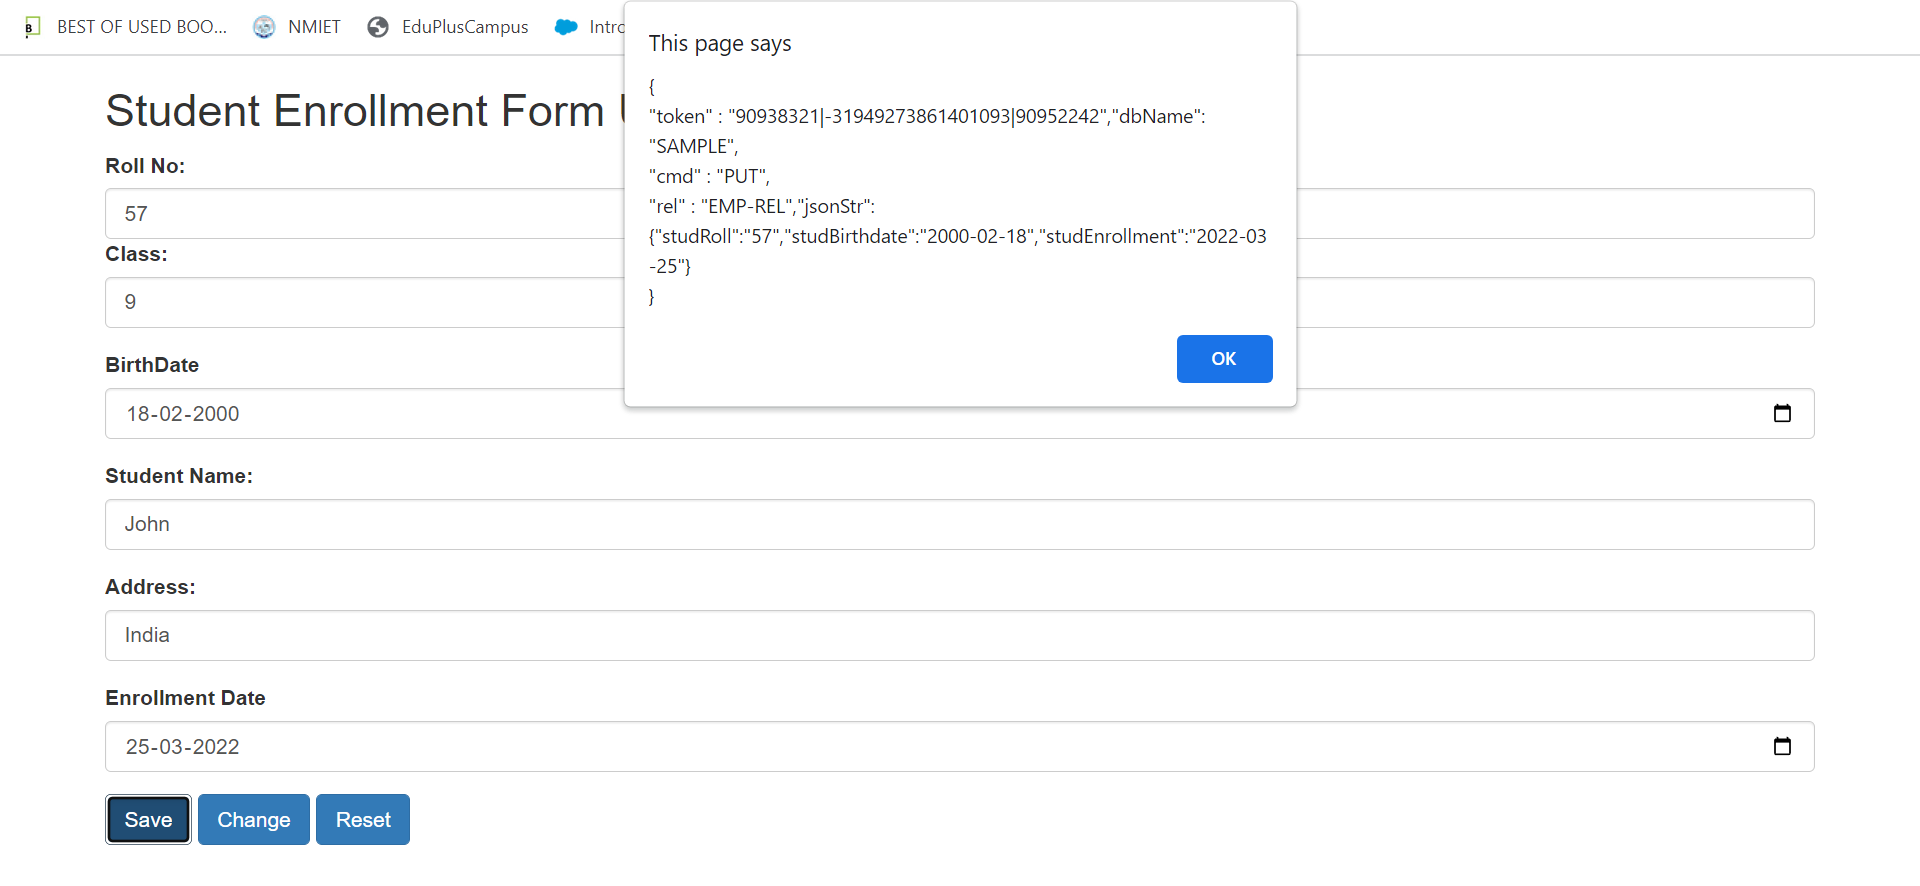 BEST OF USED BOO...
NMIET
EduPlusCampus
Intro
This page says
{
"token" : "90938321|-31949273861401093|90952242","dbName":
"SAMPLE",
"cmd" : "PUT",
"rel" : "EMP-REL","jsonStr":
{"studRoll":"57","studBirthdate":"2000-02-18","studEnrollment":"2022-03
-25"}
}
OK
Student Enrollment Form
Roll No:
57
Class:
9
BirthDate
18-02-2000
Student Name:
John
Address:
India
Enrollment Date
25-03-2022
Save
Change
Reset